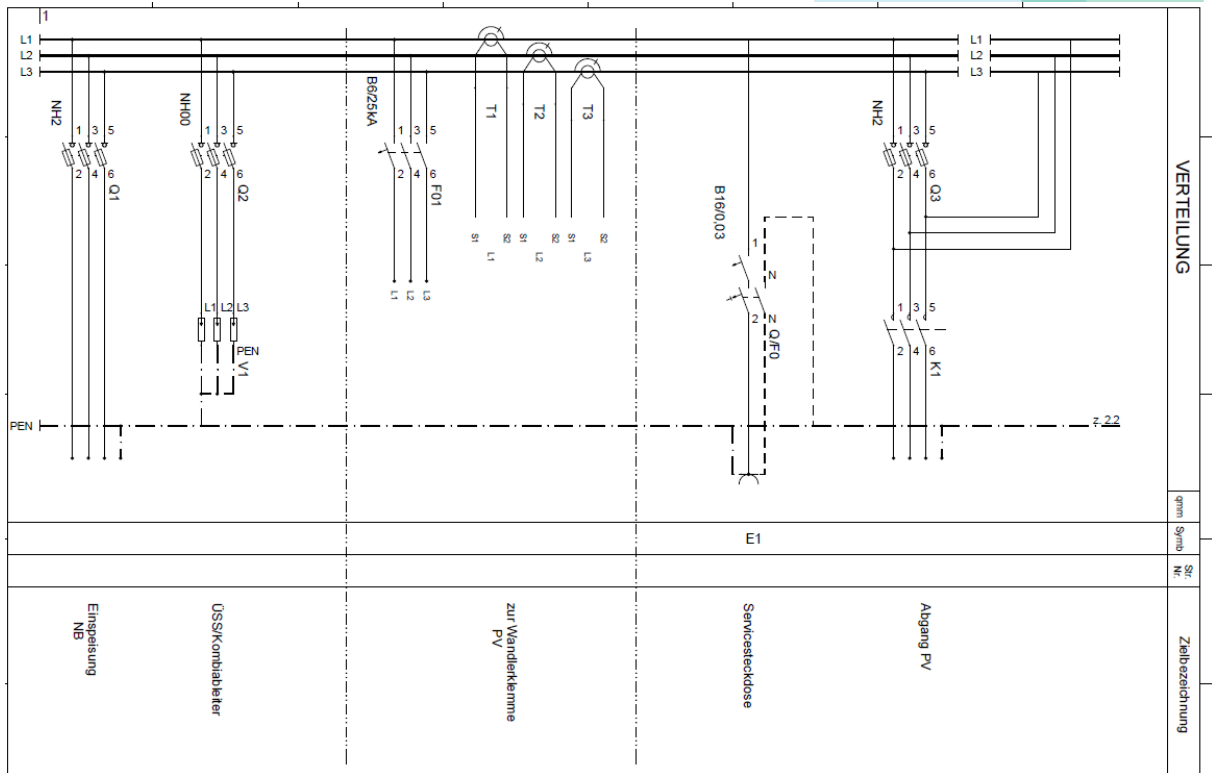 1
L1
L2
L3
L1
L2
L3
NH2
1 3 5
2 4 6
Q1
NH00
1 3 5
2 4 6
Q2
L1 L2 L3
PEN
V1
B6/25kA
1 3 5
2 4 6
F01
L1 L2 L3
T1
T2
T3
S1 S2 S1 S2 S1 S2
L1 L2 L3
B16/0,03
1
N
2 N
Q/F0
NH2
1 3 5
2 4 6
Q3
1 3 5
2 4 6
K1
PEN
z. 2.2
VERTEILUNG
qmm
Symb
E1
Str.
Nr.
Einspeisung
NB
ÜSS/Kombiableiter
zur Wandlerklemme
PV
Servicesteckdose
Abgang PV
Zielbezeichnung